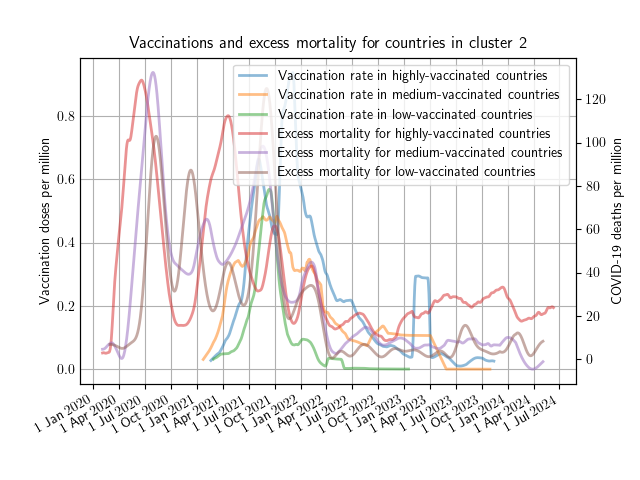 Vaccinations and excess mortality for countries in cluster 2
Vaccination rate in highly-vaccinated countries
Vaccination rate in medium-vaccinated countries
Vaccination rate in low-vaccinated countries
Excess mortality for highly-vaccinated countries
Excess mortality for medium-vaccinated countries
Excess mortality for low-vaccinated countries
Vaccination doses per million
0.8
0.6
0.4
0.2
0.0
COVID-19 deaths per million
120
100
80
60
40
20
0
1 Jan 2020
1 Apr 2020
1 Jul 2020
1 Oct 2020
1 Jan 2021
1 Apr 2021
1 Jul 2021
1 Oct 2021
1 Jan 2022
1 Apr 2022
1 Jul 2022
1 Oct 2022
1 Jan 2023
1 Apr 2023
1 Jul 2023
1 Oct 2023
1 Jan 2024
1 Apr 2024
1 Jul 2024